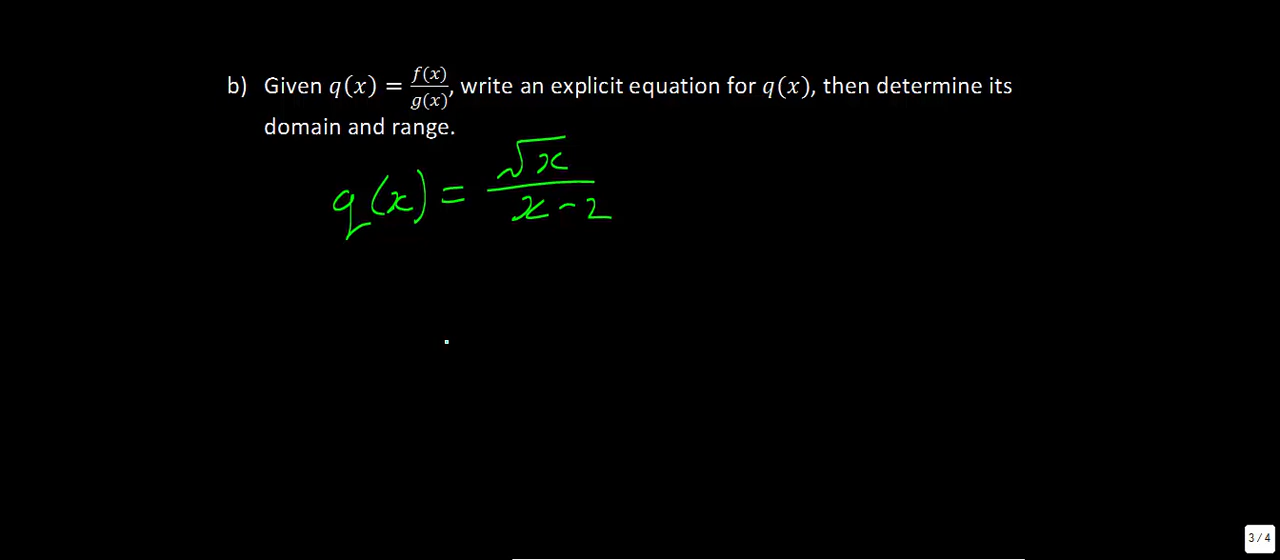 b) Given q(x) = f(x)/g(x), write an explicit equation for q(x), then determine its
domain and range.
q(x) = √x / x - 2
3 / 4